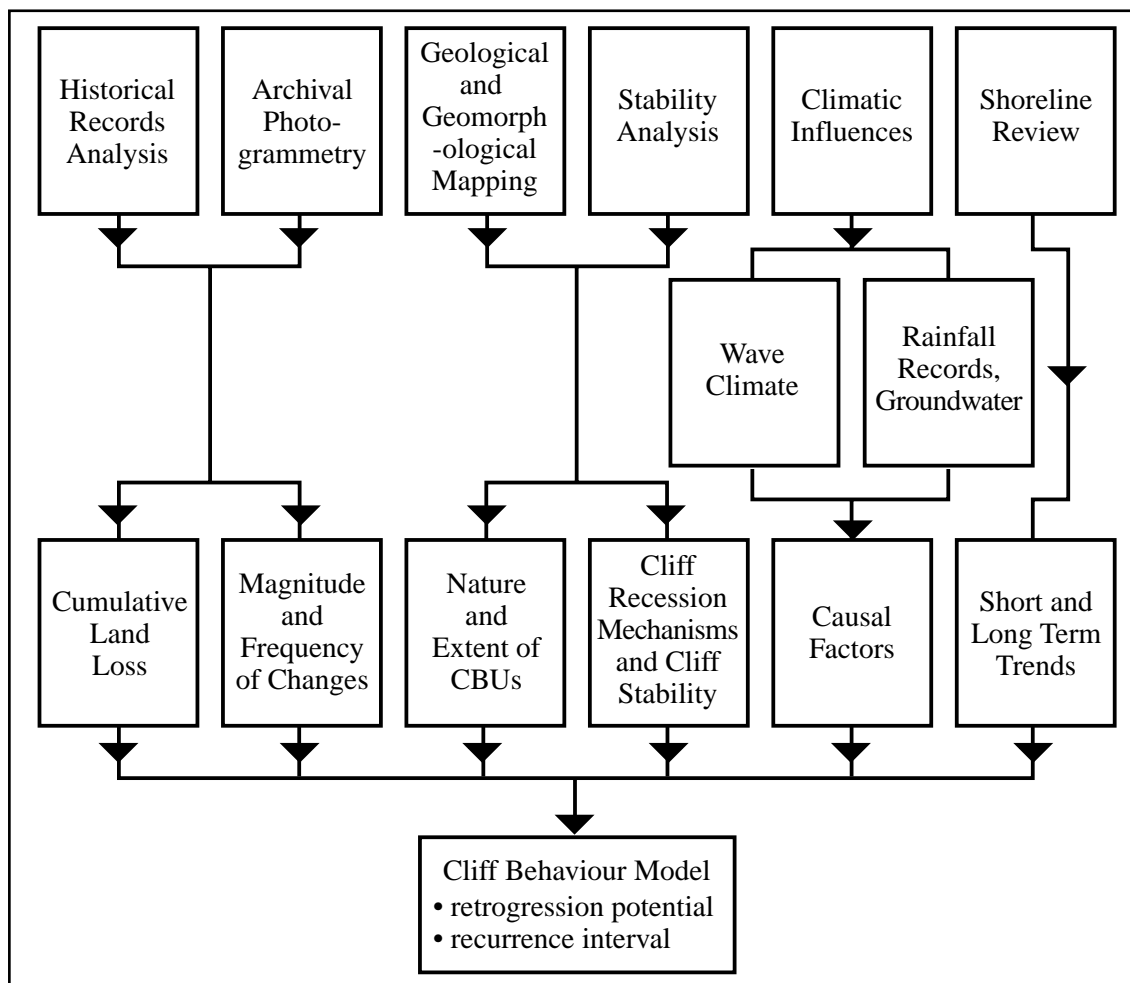 Historical
Records
Analysis
Archival
Photo-
grammetry
Geological
and
Geomorph
-ological
Mapping
Stability
Analysis
Climatic
Influences
Shoreline
Review
Wave
Climate
Rainfall
Records,
Groundwater
Cumulative
Land
Loss
Magnitude
and
Frequency
of Changes
Nature
and
Extent of
CBUs
Cliff
Recession
Mechanisms
and Cliff
Stability
Causal
Factors
Short and
Long Term
Trends
Cliff Behaviour Model
• retrogression potential
• recurrence interval